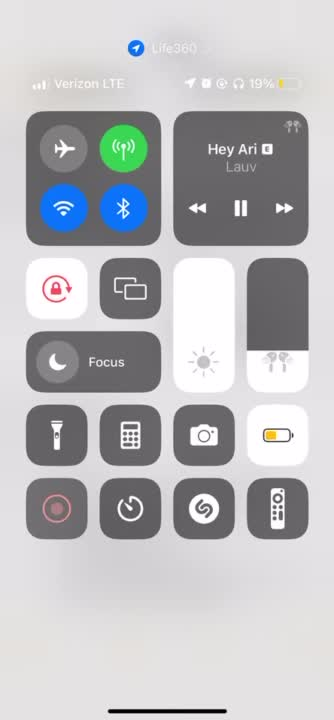 Life360
Verizon LTE 19%
Hey Ari E
Lauv
Focus